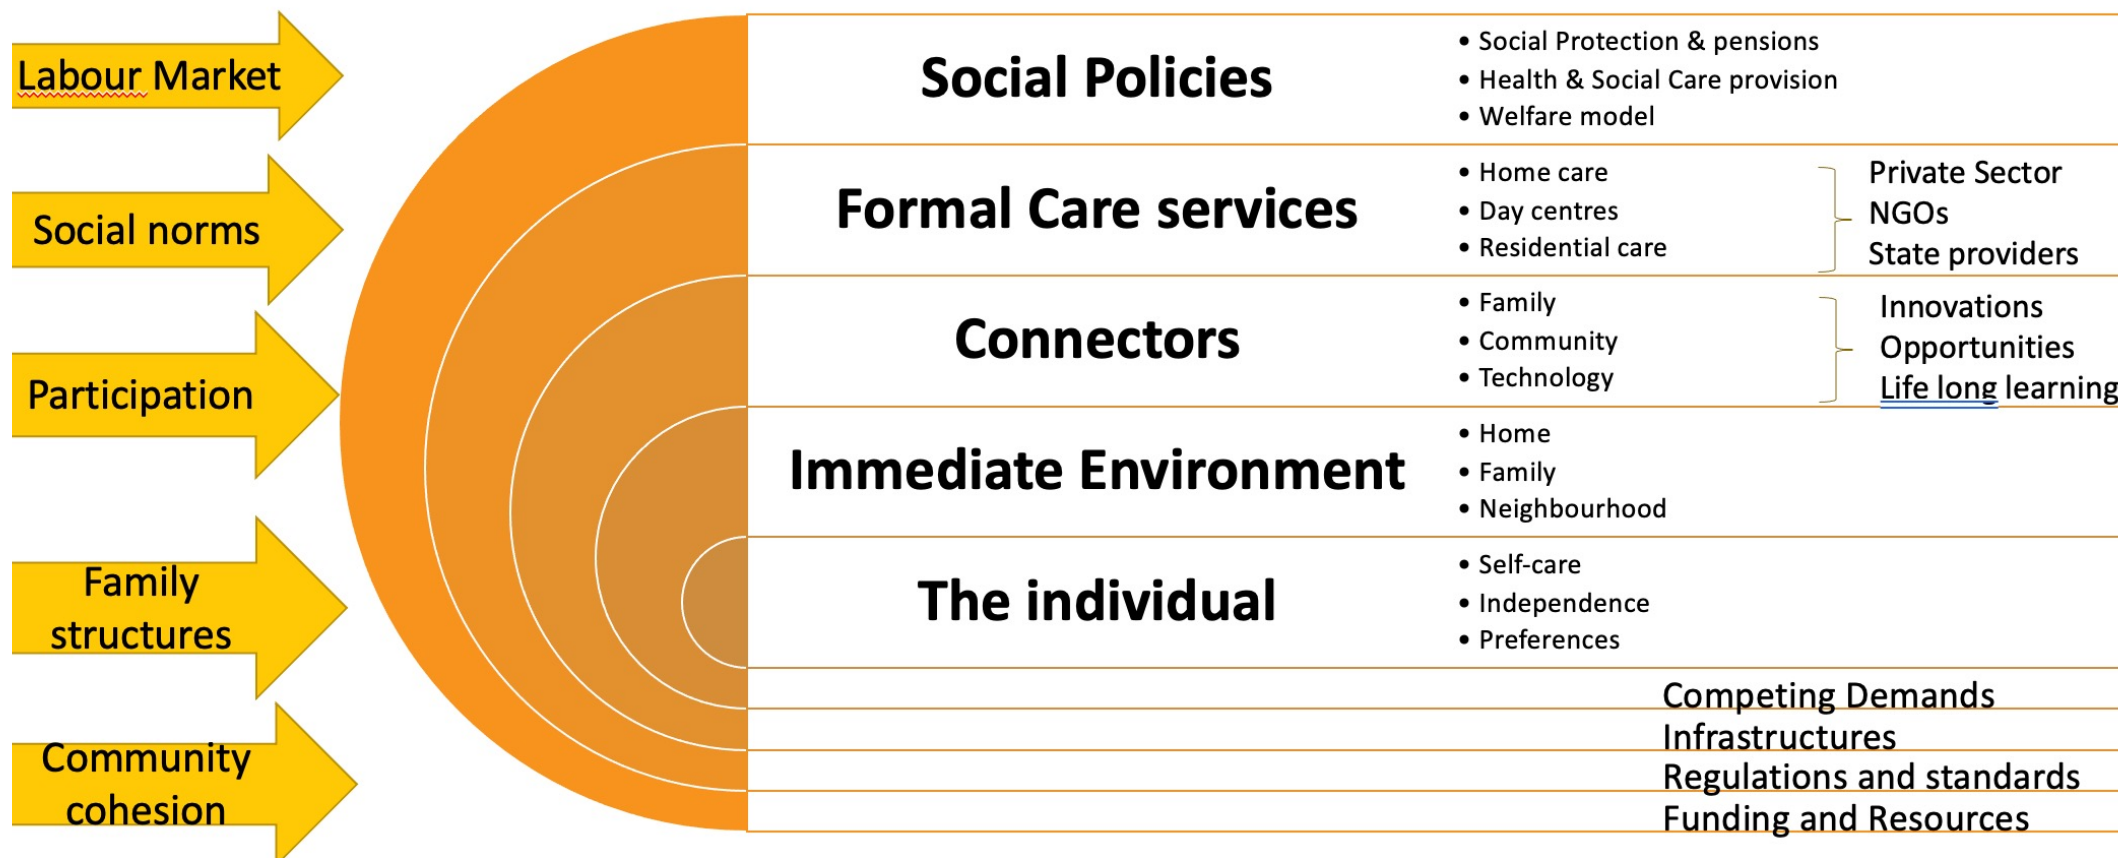 Labour Market
Social norms
Participation
Family
structures
Community
cohesion
Social Policies
• Social Protection & pensions
• Health & Social Care provision
• Welfare model
Formal Care services
• Home care
• Day centres
• Residential care
Private Sector
NGOs
State providers
Connectors
• Family
• Community
• Technology
Innovations
Opportunities
Life long learning
Immediate Environment
• Home
• Family
• Neighbourhood
The individual
• Self-care
• Independence
• Preferences
Competing Demands
Infrastructures
Regulations and standards
Funding and Resources